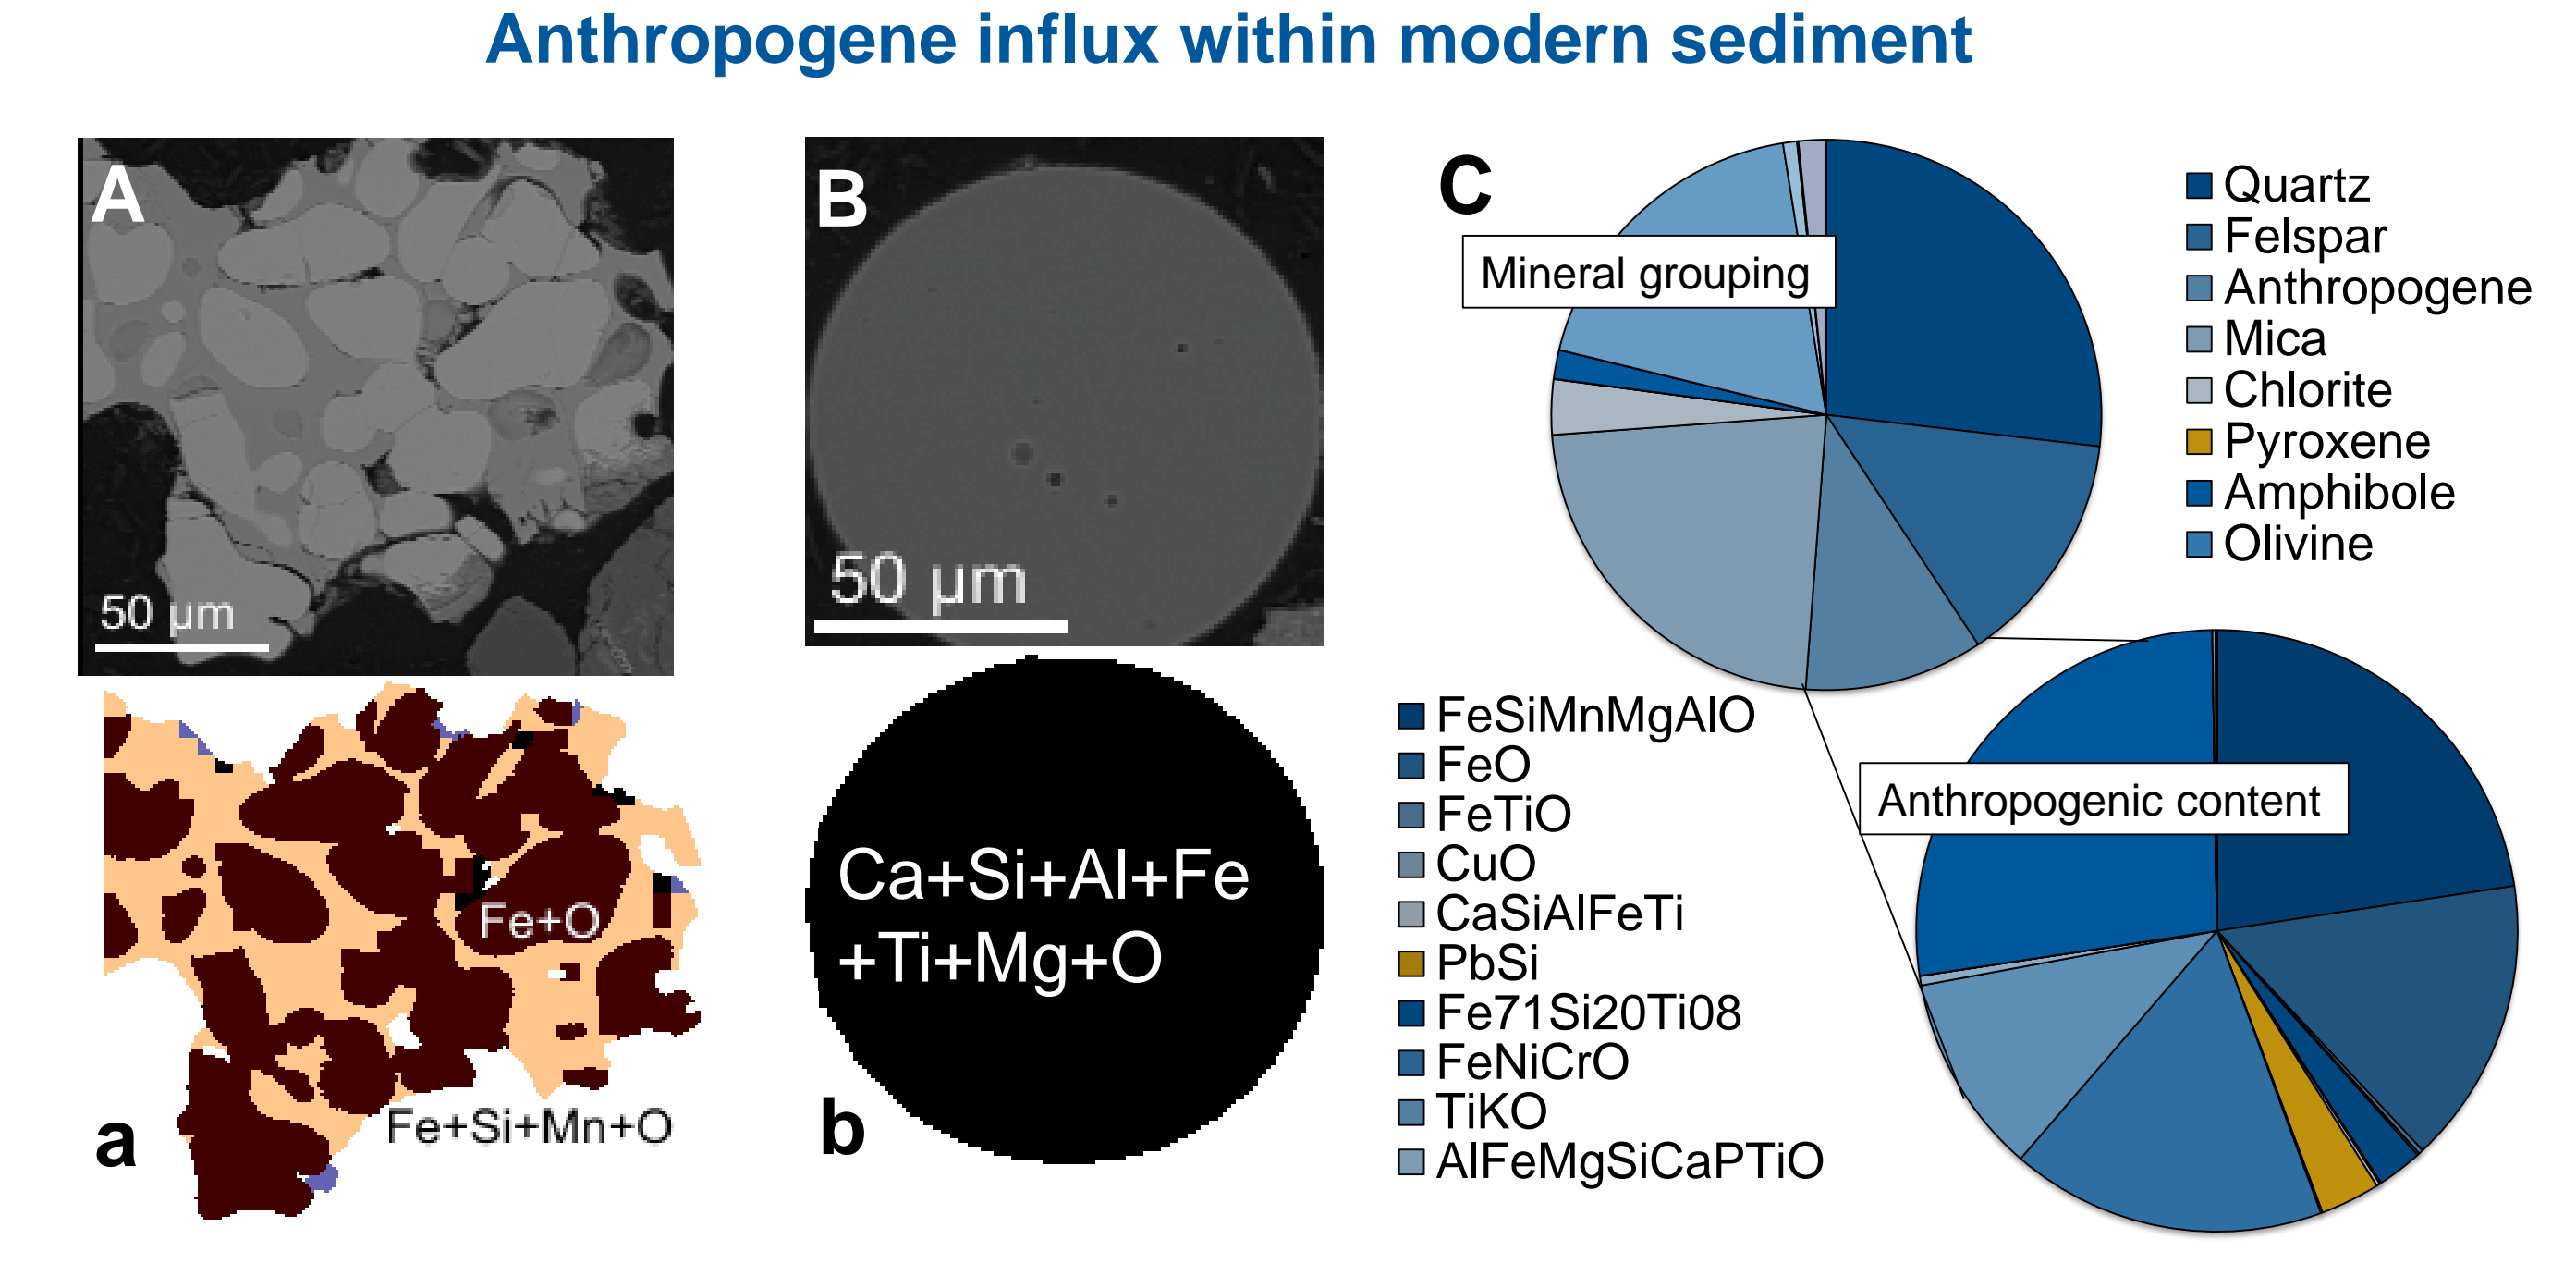 Anthropogene influx within modern sediment
A
50 µm
B
50 µm
C
Mineral grouping
Quartz
Felspar
Anthropogene
Mica
Chlorite
Pyroxene
Amphibole
Olivine
a
Fe+O
Fe+Si+Mn+O
b
Ca+Si+Al+Fe
+Ti+Mg+O
FeSiMnMgAlO
FeO
FeTiO
CuO
CaSiAlFeTi
PbSi
Fe71Si20Ti08
FeNiCrO
TiKO
AlFeMgSiCaPTiO
Anthropogenic content